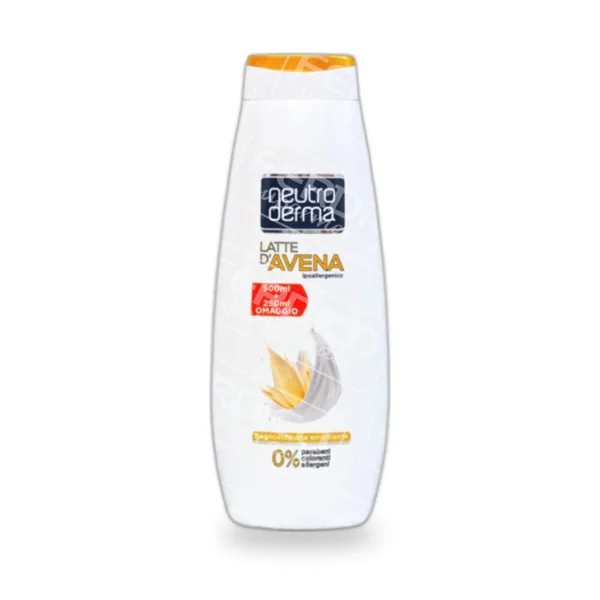 neutro
derma
LATTE
D'AVENA
ipoallergenico
500ml
+
250ml
OMAGGIO
bagnoschiuma emolliente
0% parabeni
coloranti
allergeni